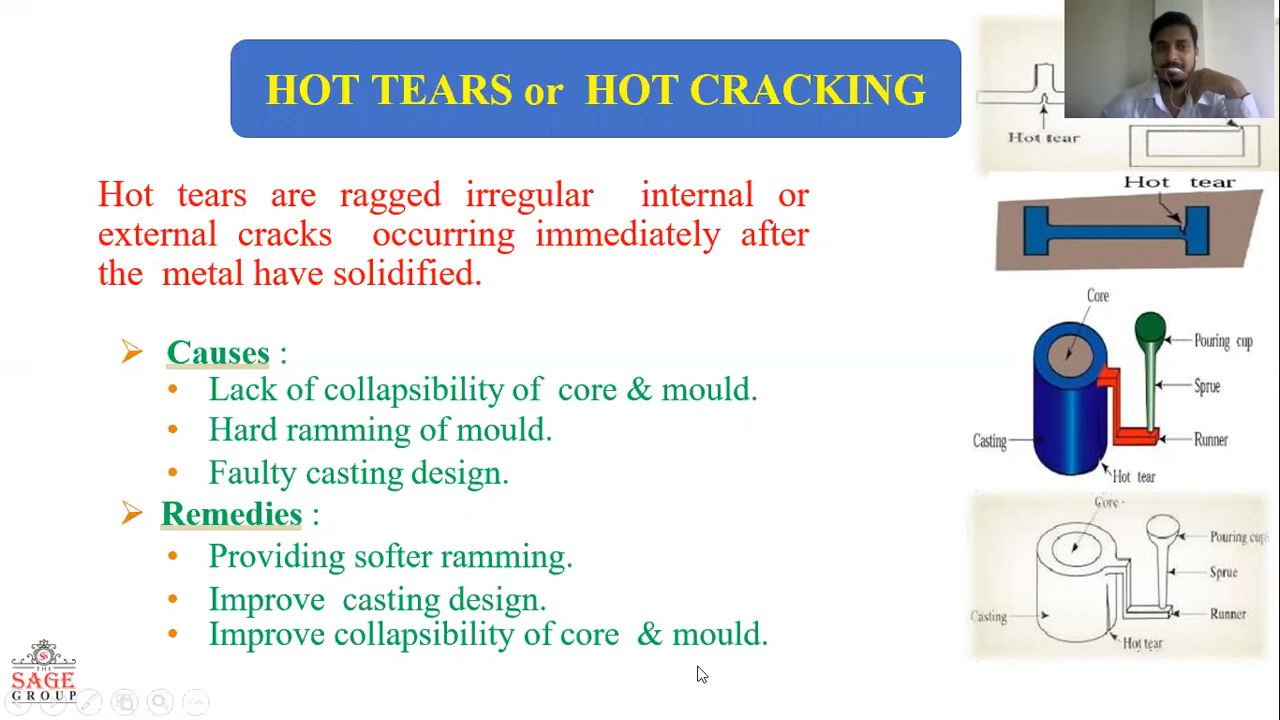 HOT TEARS or HOT CRACKING
Hot tears are ragged irregular internal or
external cracks occurring immediately after
the metal have solidified.
Causes :
Lack of collapsibility of core & mould.
Hard ramming of mould.
Faulty casting design.
Remedies :
Providing softer ramming.
Improve casting design.
Improve collapsibility of core & mould.
Hot tear
Hot tear
Core
Pouring cup
Sprue
Casting
Runner
Hot tear
Core
Pouring cup
Sprue
Casting
Runner
Hot tear
THE
SAGE
GROUP